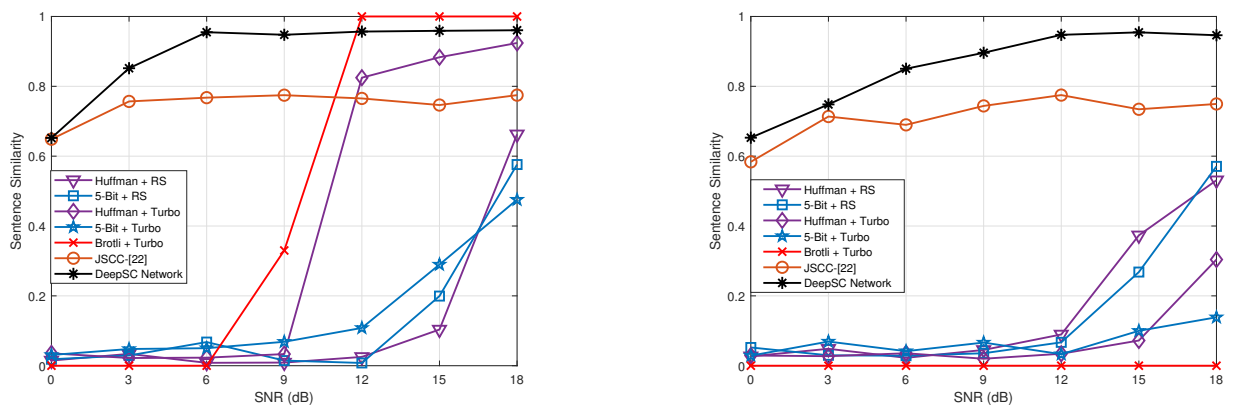 1
0.8
0.6
0.4
0.2
0
Sentence Similarity
Huffman + RS
5-Bit + RS
Huffman + Turbo
5-Bit + Turbo
Brotli + Turbo
JSCC-[22]
DeepSC Network
0 3 6 9 12 15 18
SNR (dB)
1
0.8
0.6
0.4
0.2
0
Sentence Similarity
Huffman + RS
5-Bit + RS
Huffman + Turbo
5-Bit + Turbo
Brotli + Turbo
JSCC-[22]
DeepSC Network
0 3 6 9 12 15 18
SNR (dB)